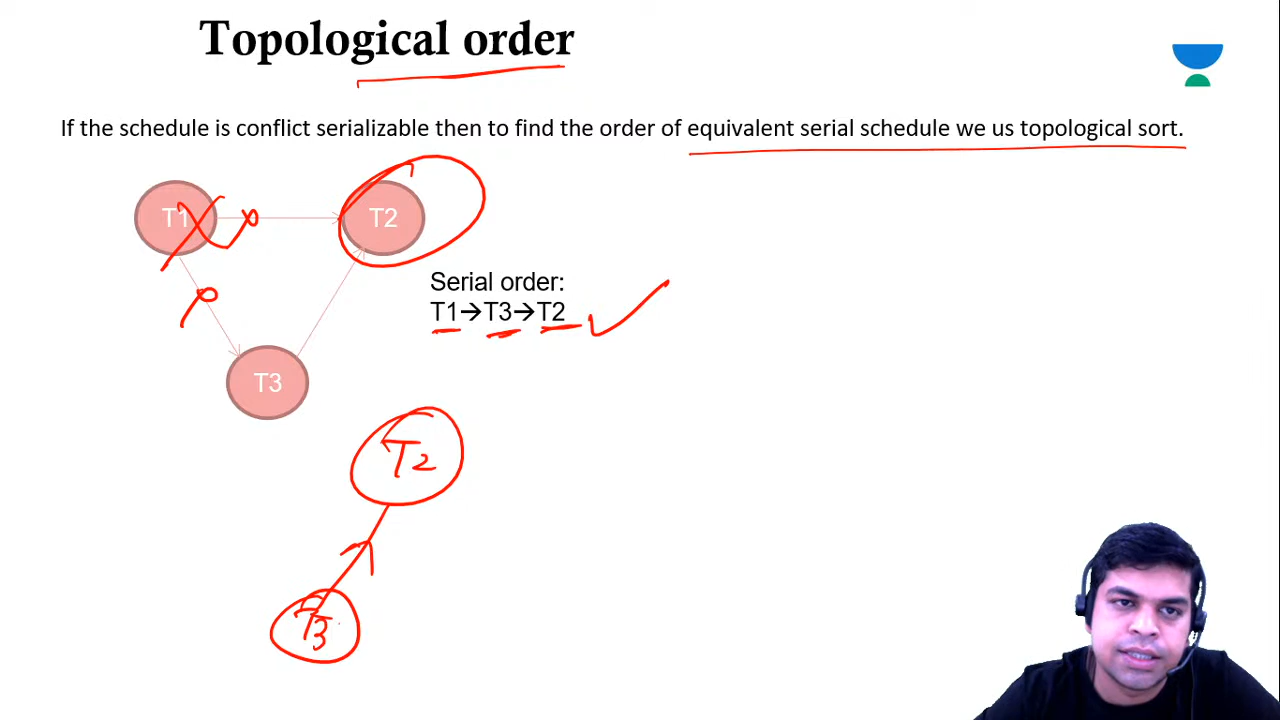 Topological order
If the schedule is conflict serializable then to find the order of equivalent serial schedule we us topological sort.
T1
T2
Serial order:
T1→T3→T2
T3
T2
T3